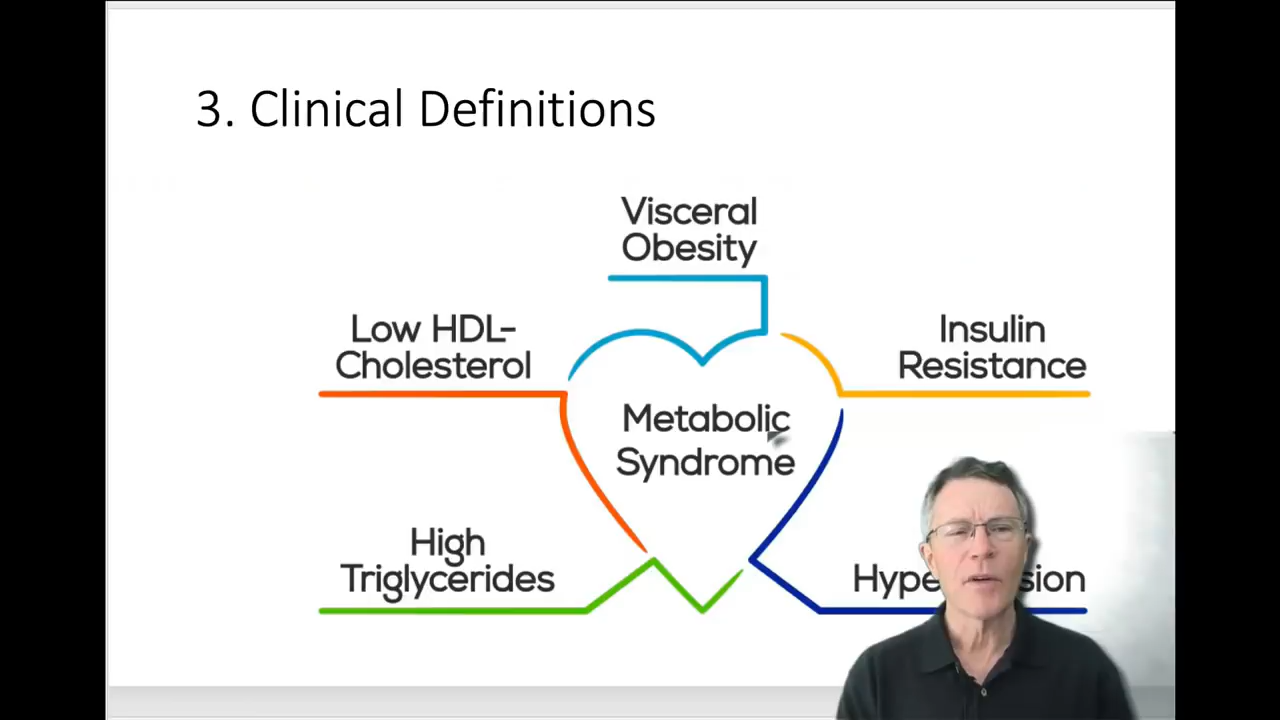 3. Clinical Definitions
Visceral
Obesity
Low HDL-
Cholesterol
Insulin
Resistance
Metabolic
Syndrome
High
Triglycerides